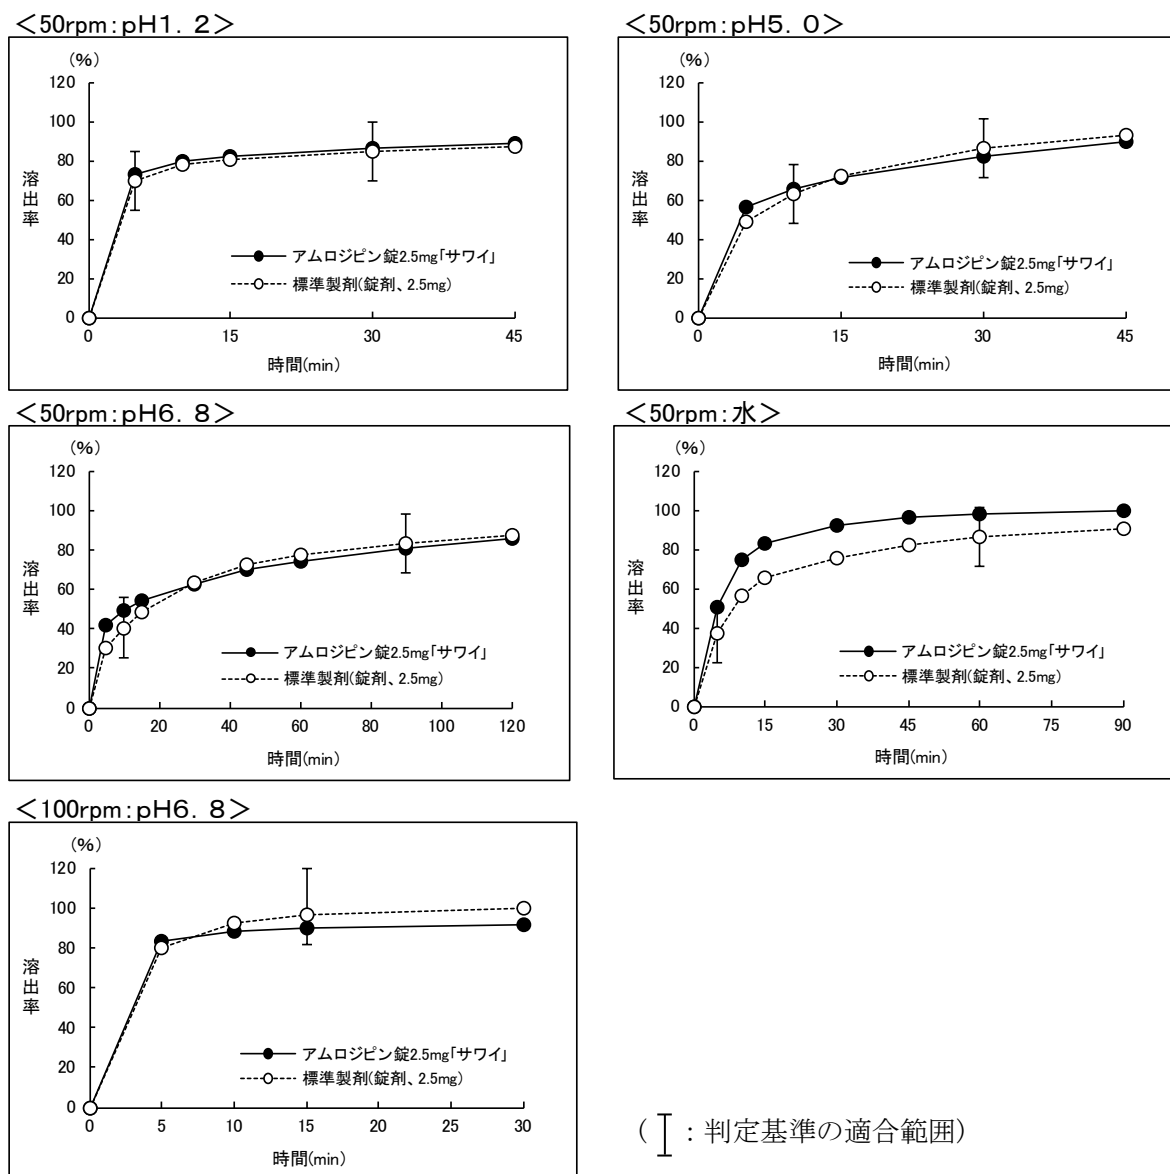 ＜50rpm：pH1．2＞
(%)
120
100
80
60
40
20
0
溶出率
アムロジピン錠2.5mg「サワイ」
標準製剤(錠剤、2.5mg)
0 15 30 45
時間(min)
＜50rpm：pH5．0＞
(%)
120
100
80
60
40
20
0
溶出率
アムロジピン錠2.5mg「サワイ」
標準製剤(錠剤、2.5mg)
0 15 30 45
時間(min)
＜50rpm：pH6．8＞
(%)
120
100
80
60
40
20
0
溶出率
アムロジピン錠2.5mg「サワイ」
標準製剤(錠剤、2.5mg)
0 20 40 60 80 100 120
時間(min)
＜50rpm：水＞
(%)
120
100
80
60
40
20
0
溶出率
アムロジピン錠2.5mg「サワイ」
標準製剤(錠剤、2.5mg)
0 15 30 45 60 75 90
時間(min)
＜100rpm：pH6．8＞
(%)
120
100
80
60
40
20
0
溶出率
アムロジピン錠2.5mg「サワイ」
標準製剤(錠剤、2.5mg)
0 5 10 15 20 25 30
時間(min)
( ：判定基準の適合範囲)